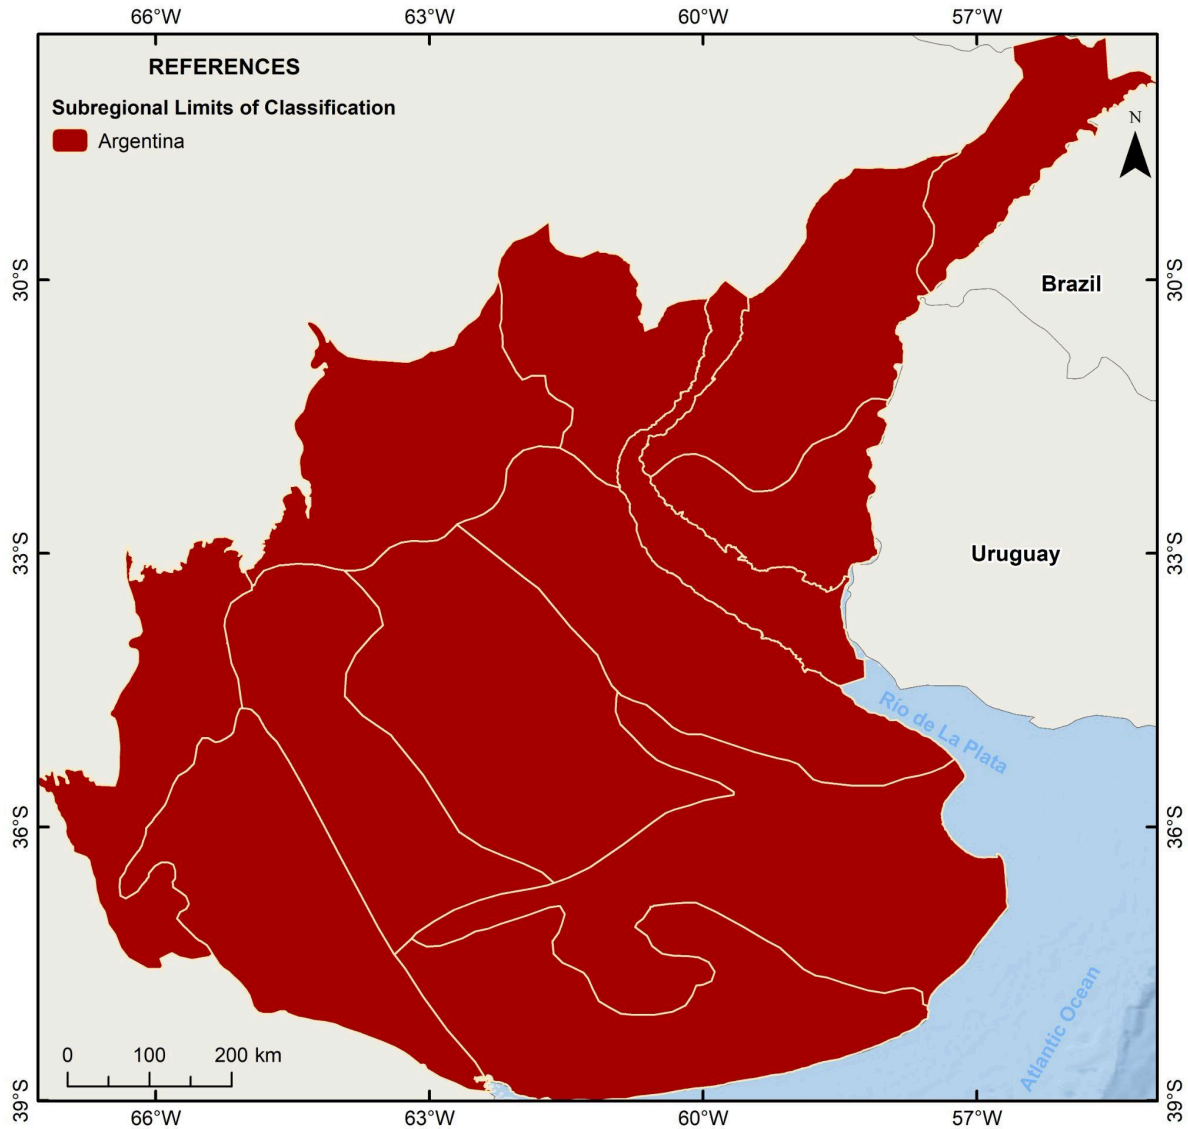 66°W 63°W 60°W 57°W
REFERENCES
Subregional Limits of Classification
Argentina
N
30°S 30°S
Brazil
33°S 33°S
Uruguay
Río de La Plata
36°S 36°S
Atlantic Ocean
0 100 200 km
39°S 39°S
66°W 63°W 60°W 57°W